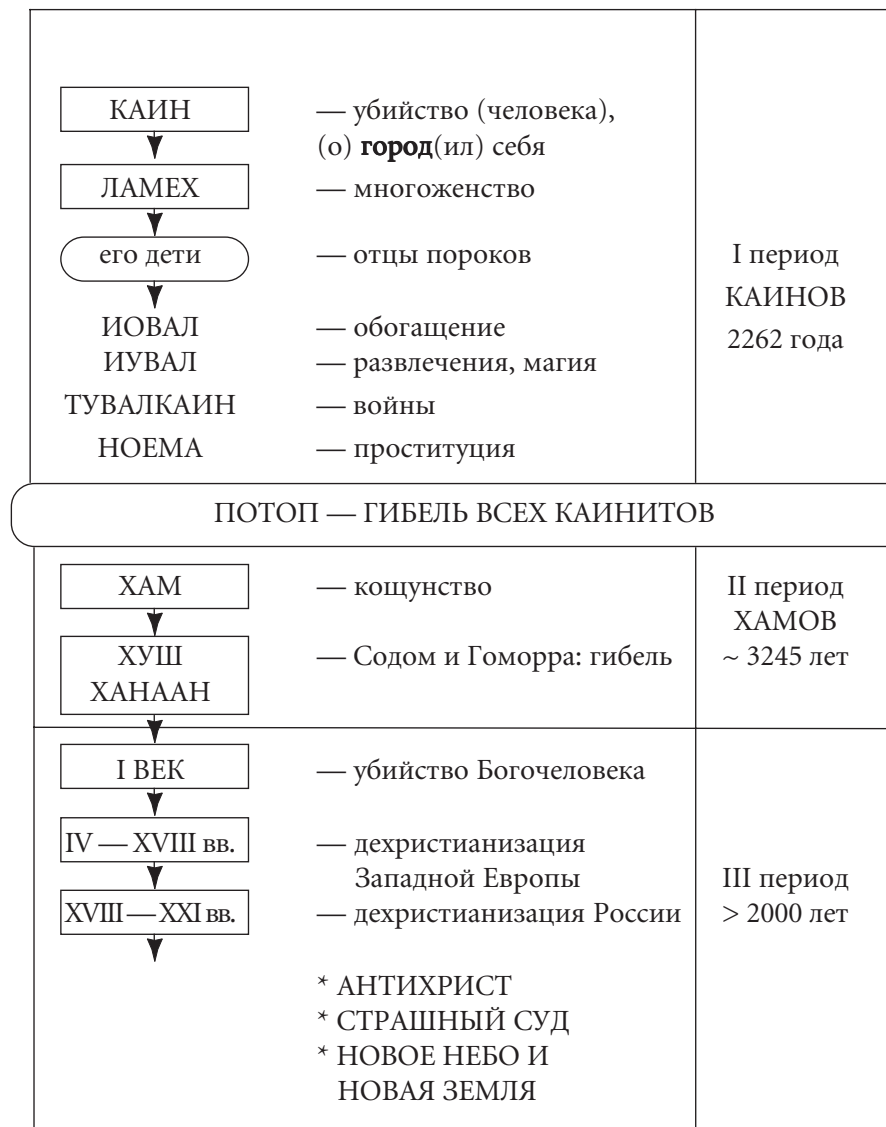 КАИН — убийство (человека),
(о) город(ил) себя
ЛАМЕХ — многоженство
его дети — отцы пороков
I период
КАИНОВ
2262 года
ИОВАЛ — обогащение
ИУВАЛ — развлечения, магия
ТУВАЛКАИН — войны
НОЕМА — проституция
ПОТОП — ГИБЕЛЬ ВСЕХ КАИНИТОВ
ХАМ — кощунство
II период
ХАМОВ
~ 3245 лет
ХУШ — Содом и Гоморра: гибель
ХАНААН
I ВЕК — убийство Богочеловека
IV — XVIII вв. — дехристианизация
Западной Европы
XVIII — XXI вв. — дехристианизация России
III период
> 2000 лет
* АНТИХРИСТ
* СТРАШНЫЙ СУД
* НОВОЕ НЕБО И
НОВАЯ ЗЕМЛЯ